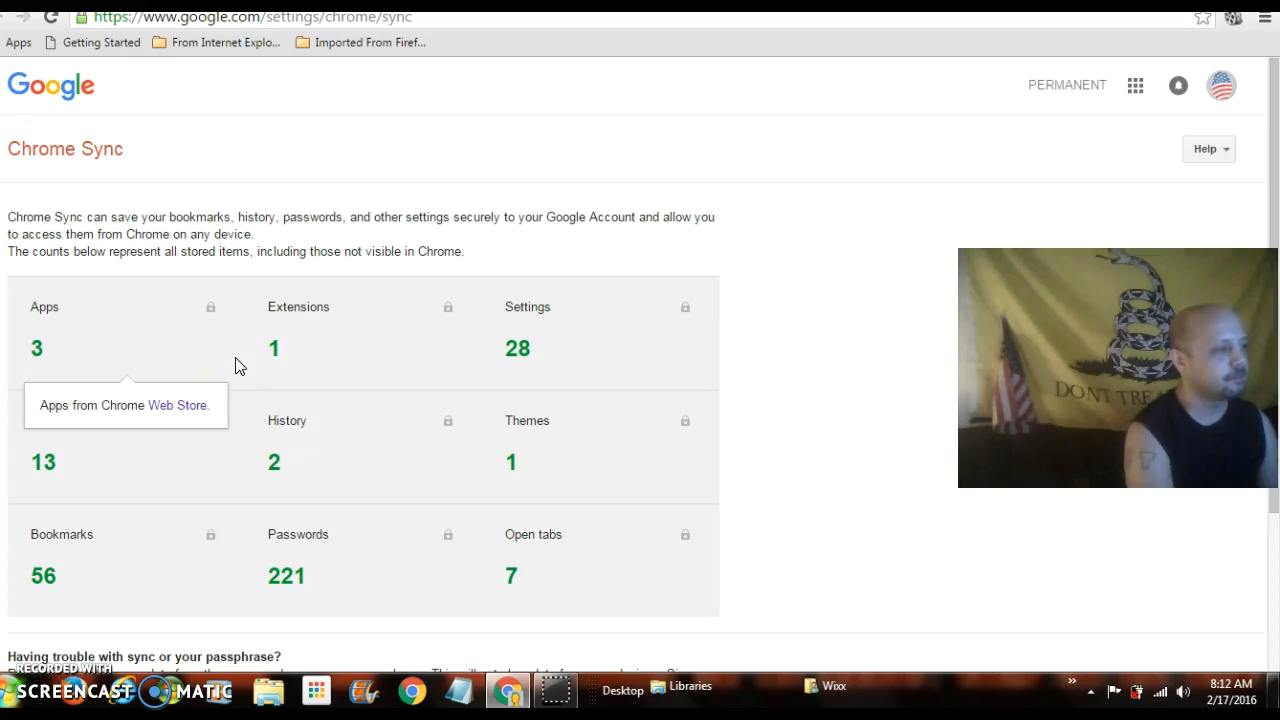 https://www.google.com/settings/chrome/sync
Apps Getting Started From Internet Explo... Imported From Firef...
Google PERMANENT
Chrome Sync Help
Chrome Sync can save your bookmarks, history, passwords, and other settings securely to your Google Account and allow you
to access them from Chrome on any device.
The counts below represent all stored items, including those not visible in Chrome.
Apps Extensions Settings
3 1 28
Apps from Chrome Web Store.
History Themes
13 2 1
Bookmarks Passwords Open tabs
56 221 7
DON'T TRE
Having trouble with sync or your passphrase?
RECORDED WITH
SCREENCAST MATIC
Desktop Libraries Wixx
8:12 AM
2/17/2016